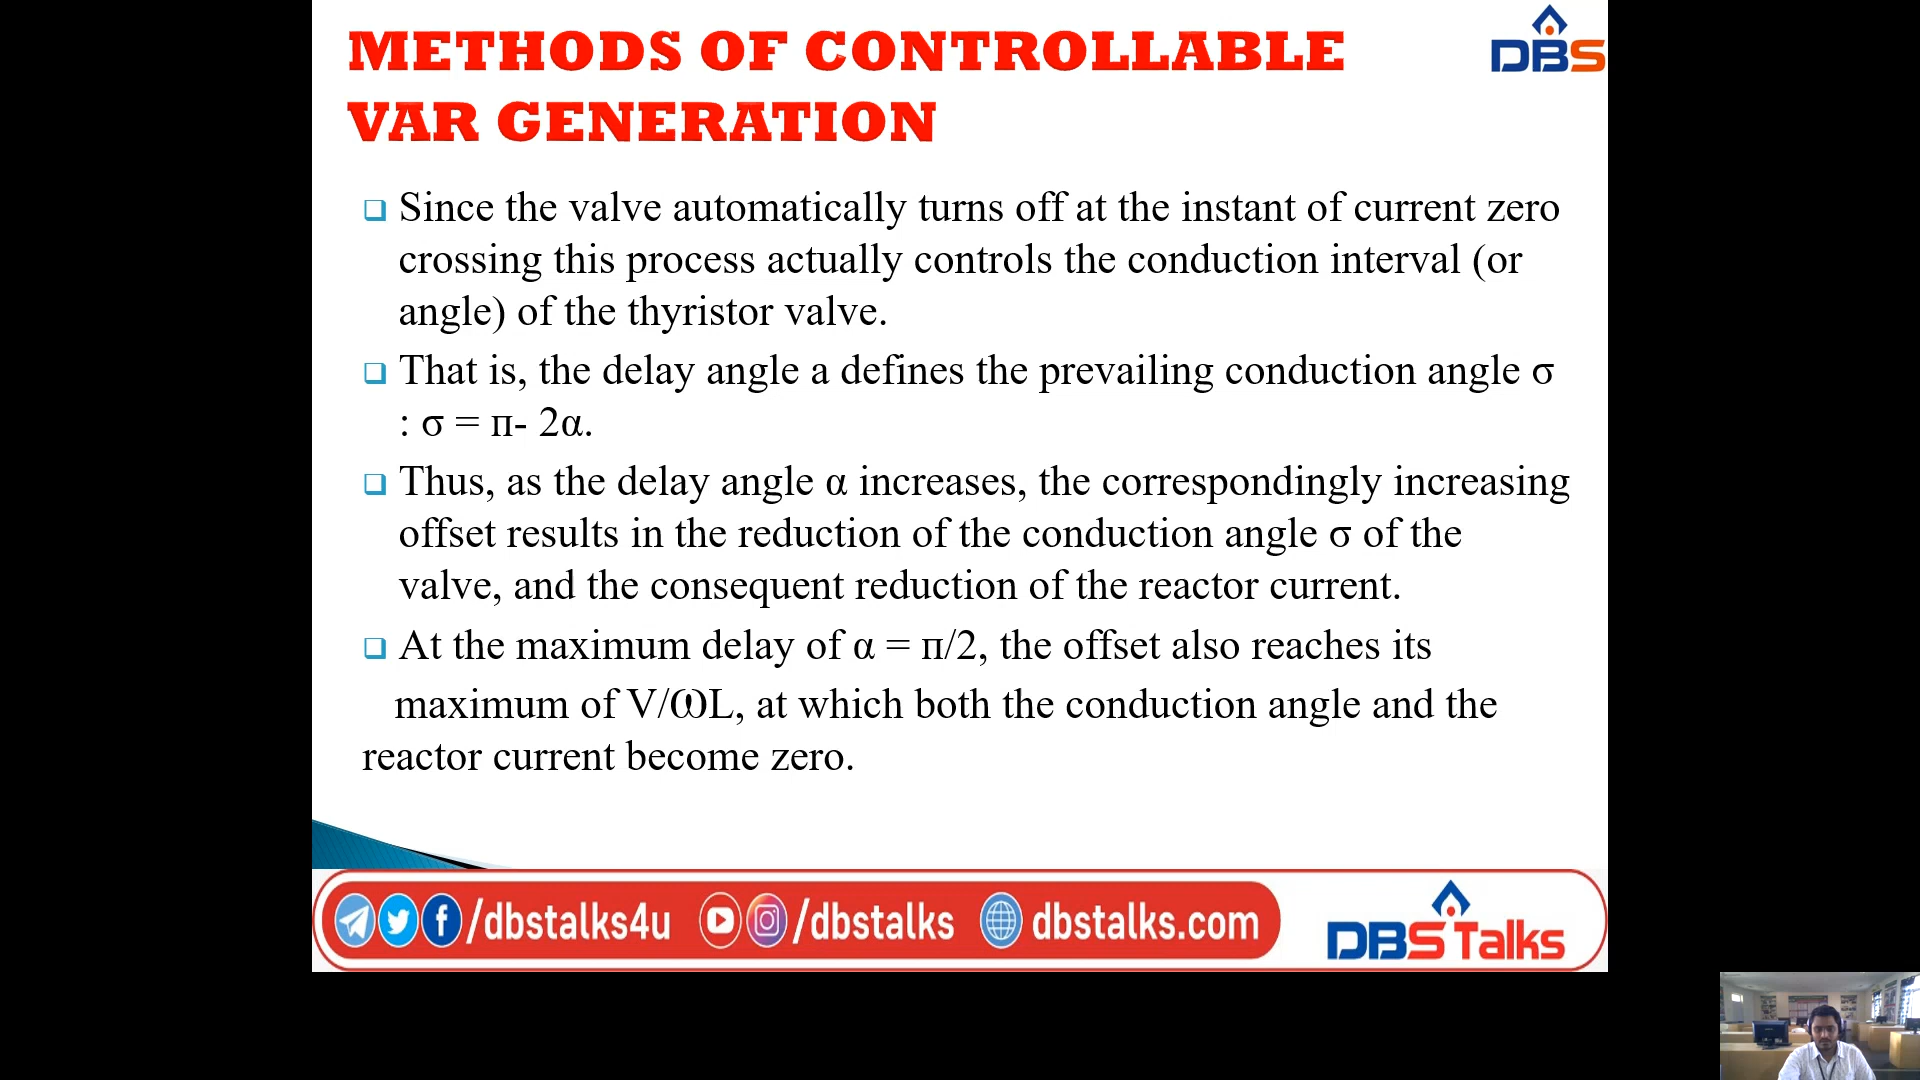 METHODS OF CONTROLLABLE
VAR GENERATION
DBS
Since the valve automatically turns off at the instant of current zero
crossing this process actually controls the conduction interval (or
angle) of the thyristor valve.
That is, the delay angle a defines the prevailing conduction angle σ
: σ = п- 2α.
Thus, as the delay angle α increases, the correspondingly increasing
offset results in the reduction of the conduction angle σ of the
valve, and the consequent reduction of the reactor current.
At the maximum delay of α = п/2, the offset also reaches its
maximum of V/ωL, at which both the conduction angle and the
reactor current become zero.
/dbstalks4u /dbstalks dbstalks.com
DBS Talks